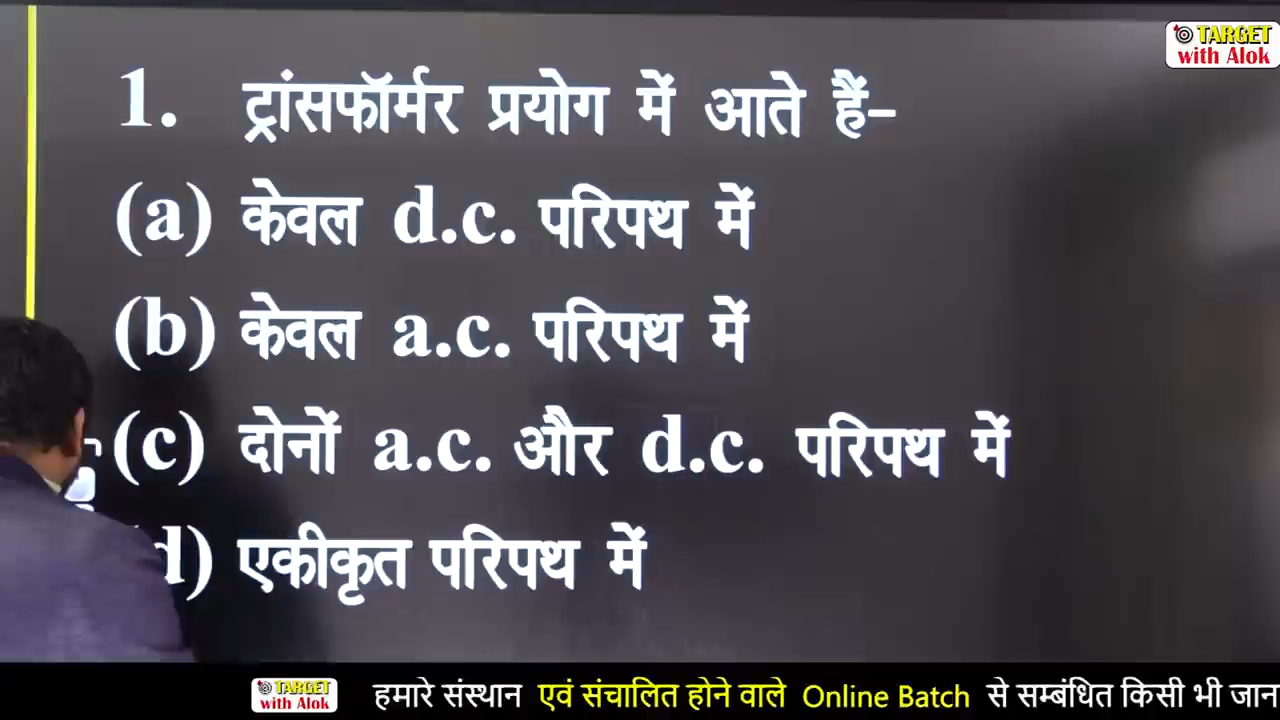 TARGET
with Alok
1. ट्रांसफॉर्मर प्रयोग में आते हैं-
(a) केवल d.c. परिपथ में
(b) केवल a.c. परिपथ में
(c) दोनों a.c. और d.c. परिपथ में
d) एकीकृत परिपथ में
TARGET
with Alok
हमारे संस्थान एवं संचालित होने वाले Online Batch से सम्बंधित किसी भी जान